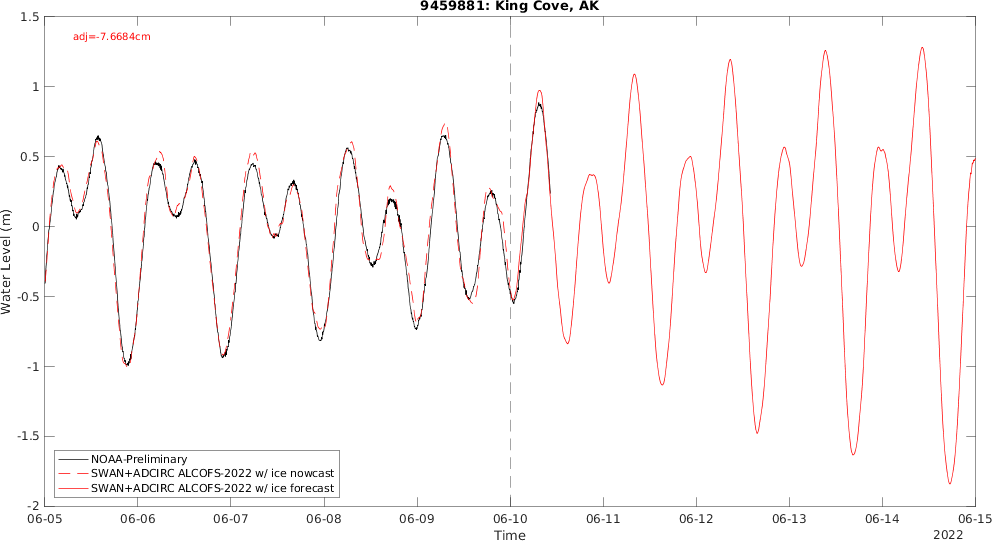 9459881: King Cove, AK
1.5
adj=-7.6684cm
1
0.5
0
-0.5
-1
-1.5
-2
Water Level (m)
NOAA-Preliminary
SWAN+ADCIRC ALCOFS-2022 w/ ice nowcast
SWAN+ADCIRC ALCOFS-2022 w/ ice forecast
06-05 06-06 06-07 06-08 06-09 06-10 06-11 06-12 06-13 06-14 06-15
Time
2022